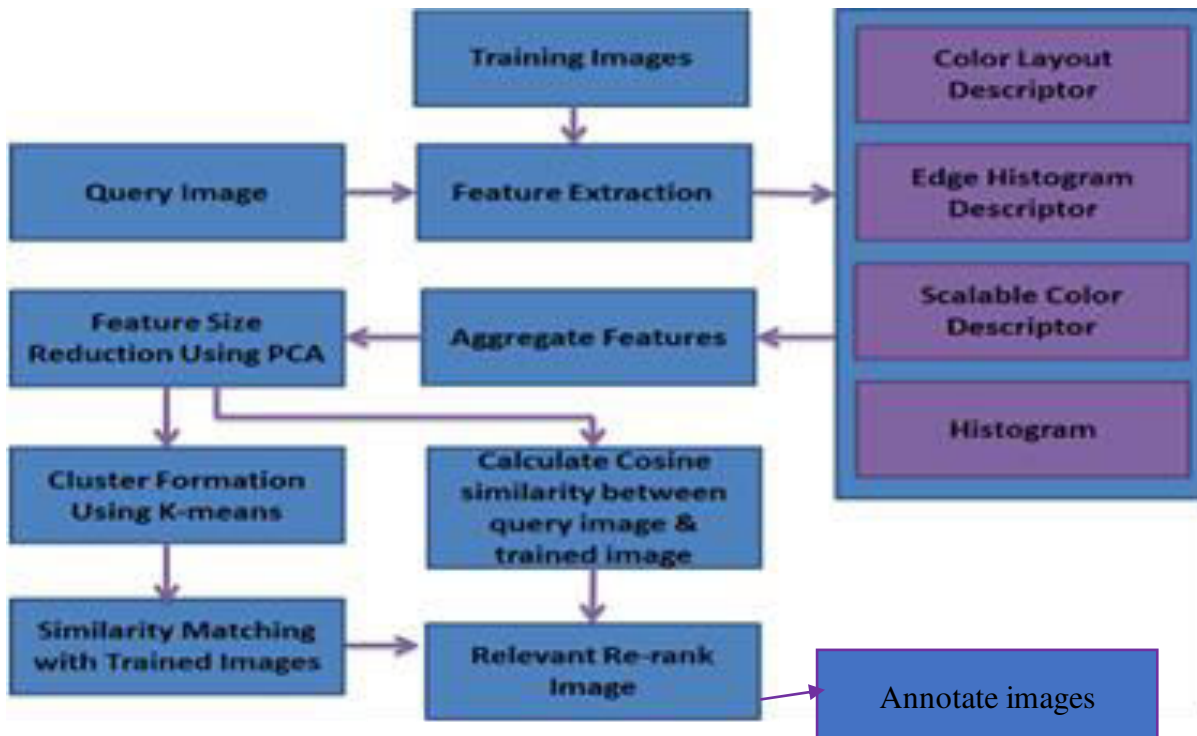 Training Images
Color Layout
Descriptor
Query Image
Feature Extraction
Edge Histogram
Descriptor
Feature Size
Reduction Using PCA
Aggregate Features
Scalable Color
Descriptor
Histogram
Cluster Formation
Using K-means
Calculate Cosine
similarity between
query image &
trained image
Similarity Matching
with Trained Images
Relevant Re-rank
Image
Annotate images